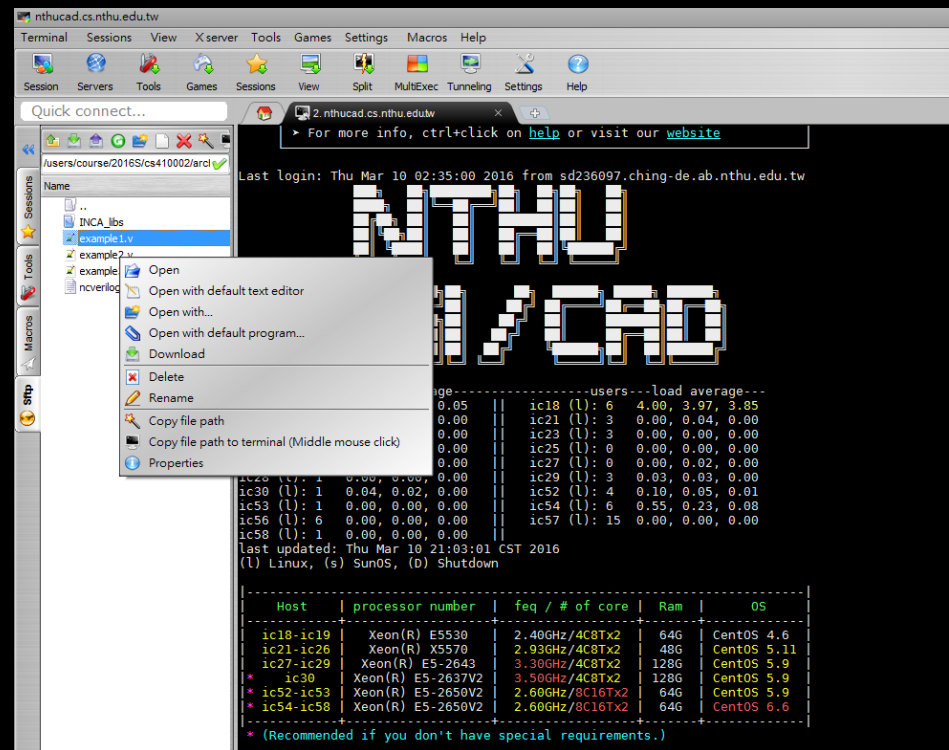 nthucad.cs.nthu.edu.tw
Terminal Sessions View X server Tools Games Settings Macros Help
Session Servers Tools Games Sessions View Split MultiExec Tunneling Settings Help
Quick connect... 2. nthucad.cs.nthu.edu.tw
➤ For more info, ctrl+click on help or visit our website
/users/course/2016S/cs410002/arcl
Name
Last login: Thu Mar 10 02:35:00 2016 from sd236097.ching-de.ab.nthu.edu.tw
..
INCA_libs
example1.v
example2.v
example
ncverilog
Sessions
Tools
Macros
Sftp
NTHU
/CAD
Open
Open with default text editor
Open with...
Open with default program...
Download
Delete
Rename
Copy file path
Copy file path to terminal (Middle mouse click)
Properties
age-----------------users---load average---
0.05 || ic18 (l): 6 4.00, 3.97, 3.85
0.00 || ic21 (l): 3 0.00, 0.04, 0.00
0.00 || ic23 (l): 3 0.00, 0.00, 0.00
0.00 || ic25 (l): 0 0.00, 0.00, 0.00
0.00 || ic27 (l): 0 0.00, 0.02, 0.00
ic28 (l): 1 0.00, 0.00, 0.00 || ic29 (l): 3 0.03, 0.03, 0.00
ic30 (l): 1 0.04, 0.02, 0.00 || ic52 (l): 4 0.10, 0.05, 0.01
ic53 (l): 1 0.00, 0.00, 0.00 || ic54 (l): 6 0.55, 0.23, 0.08
ic56 (l): 6 0.00, 0.00, 0.00 || ic57 (l): 15 0.00, 0.00, 0.00
ic58 (l): 1 0.00, 0.00, 0.00 ||
last updated: Thu Mar 10 21:03:01 CST 2016
(l) Linux, (s) SunOS, (D) Shutdown
| Host | processor number | feq / # of core | Ram | OS |
| ic18-ic19 | Xeon(R) E5530 | 2.40GHz/4C8Tx2 | 64G | CentOS 4.6 |
| ic21-ic26 | Xeon(R) X5570 | 2.93GHz/4C8Tx2 | 48G | CentOS 5.11 |
| ic27-ic29 | Xeon(R) E5-2643 | 3.30GHz/4C8Tx2 | 128G | CentOS 5.9 |
|* ic30 | Xeon(R) E5-2637V2 | 3.50GHz/4C8Tx2 | 128G | CentOS 5.9 |
|* ic52-ic53 | Xeon(R) E5-2650V2 | 2.60GHz/8C16Tx2 | 64G | CentOS 5.9 |
|* ic54-ic58 | Xeon(R) E5-2650V2 | 2.60GHz/8C16Tx2 | 64G | CentOS 6.6 |
* (Recommended if you don't have special requirements.)